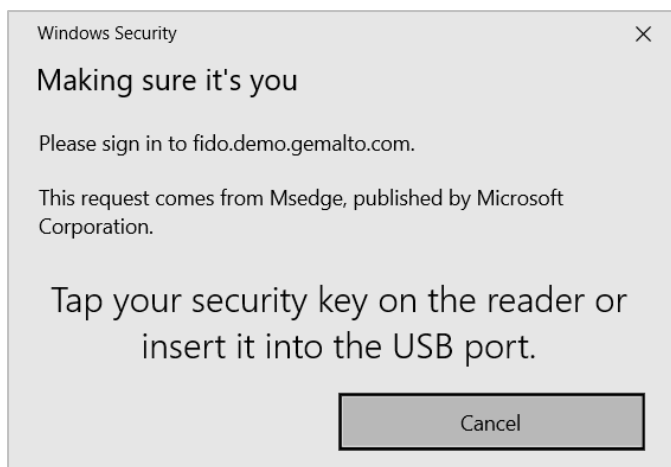 Windows Security
Making sure it's you
Please sign in to fido.demo.gemalto.com.
This request comes from Msedge, published by Microsoft
Corporation.
Tap your security key on the reader or
insert it into the USB port.
Cancel